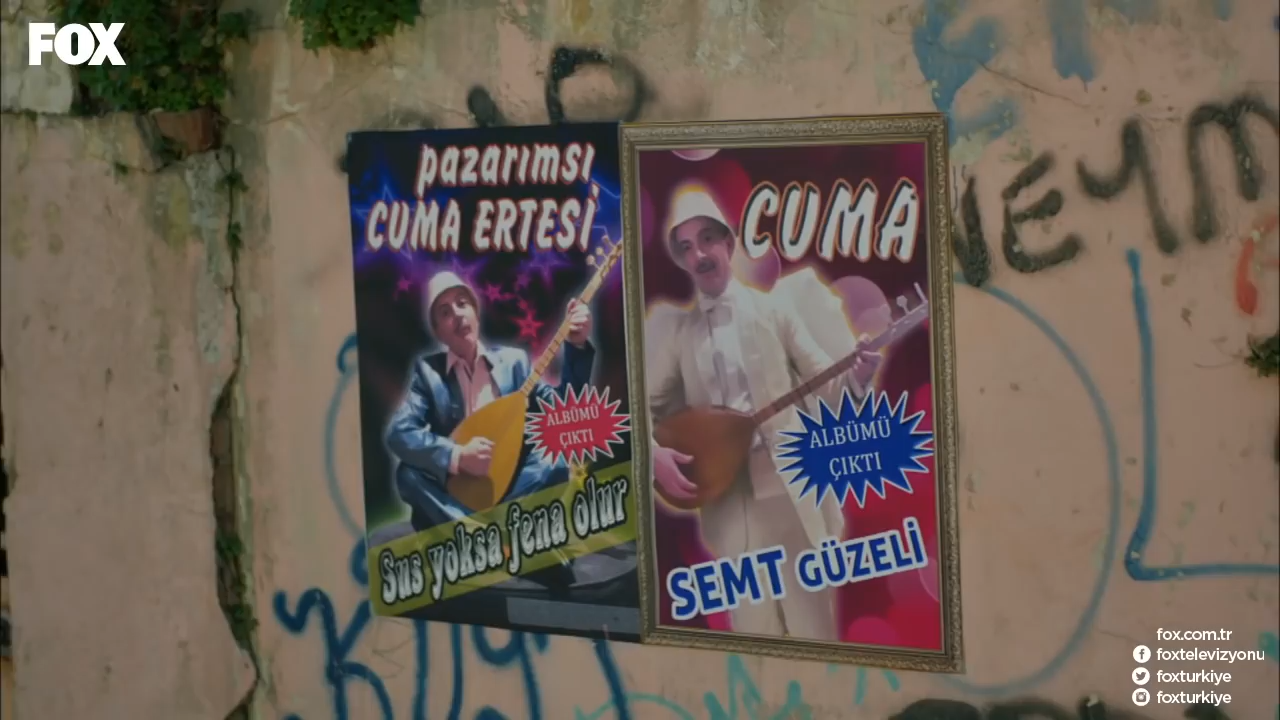 FOX
pazarımsı
CUMA ERTESİ
ALBÜMÜ
ÇIKTI
Sus yoksa fena olur
CUMA
ALBÜMÜ
ÇIKTI
SEMT GÜZELİ
fox.com.tr
foxtelevizyonu
foxturkiye
foxturkiye